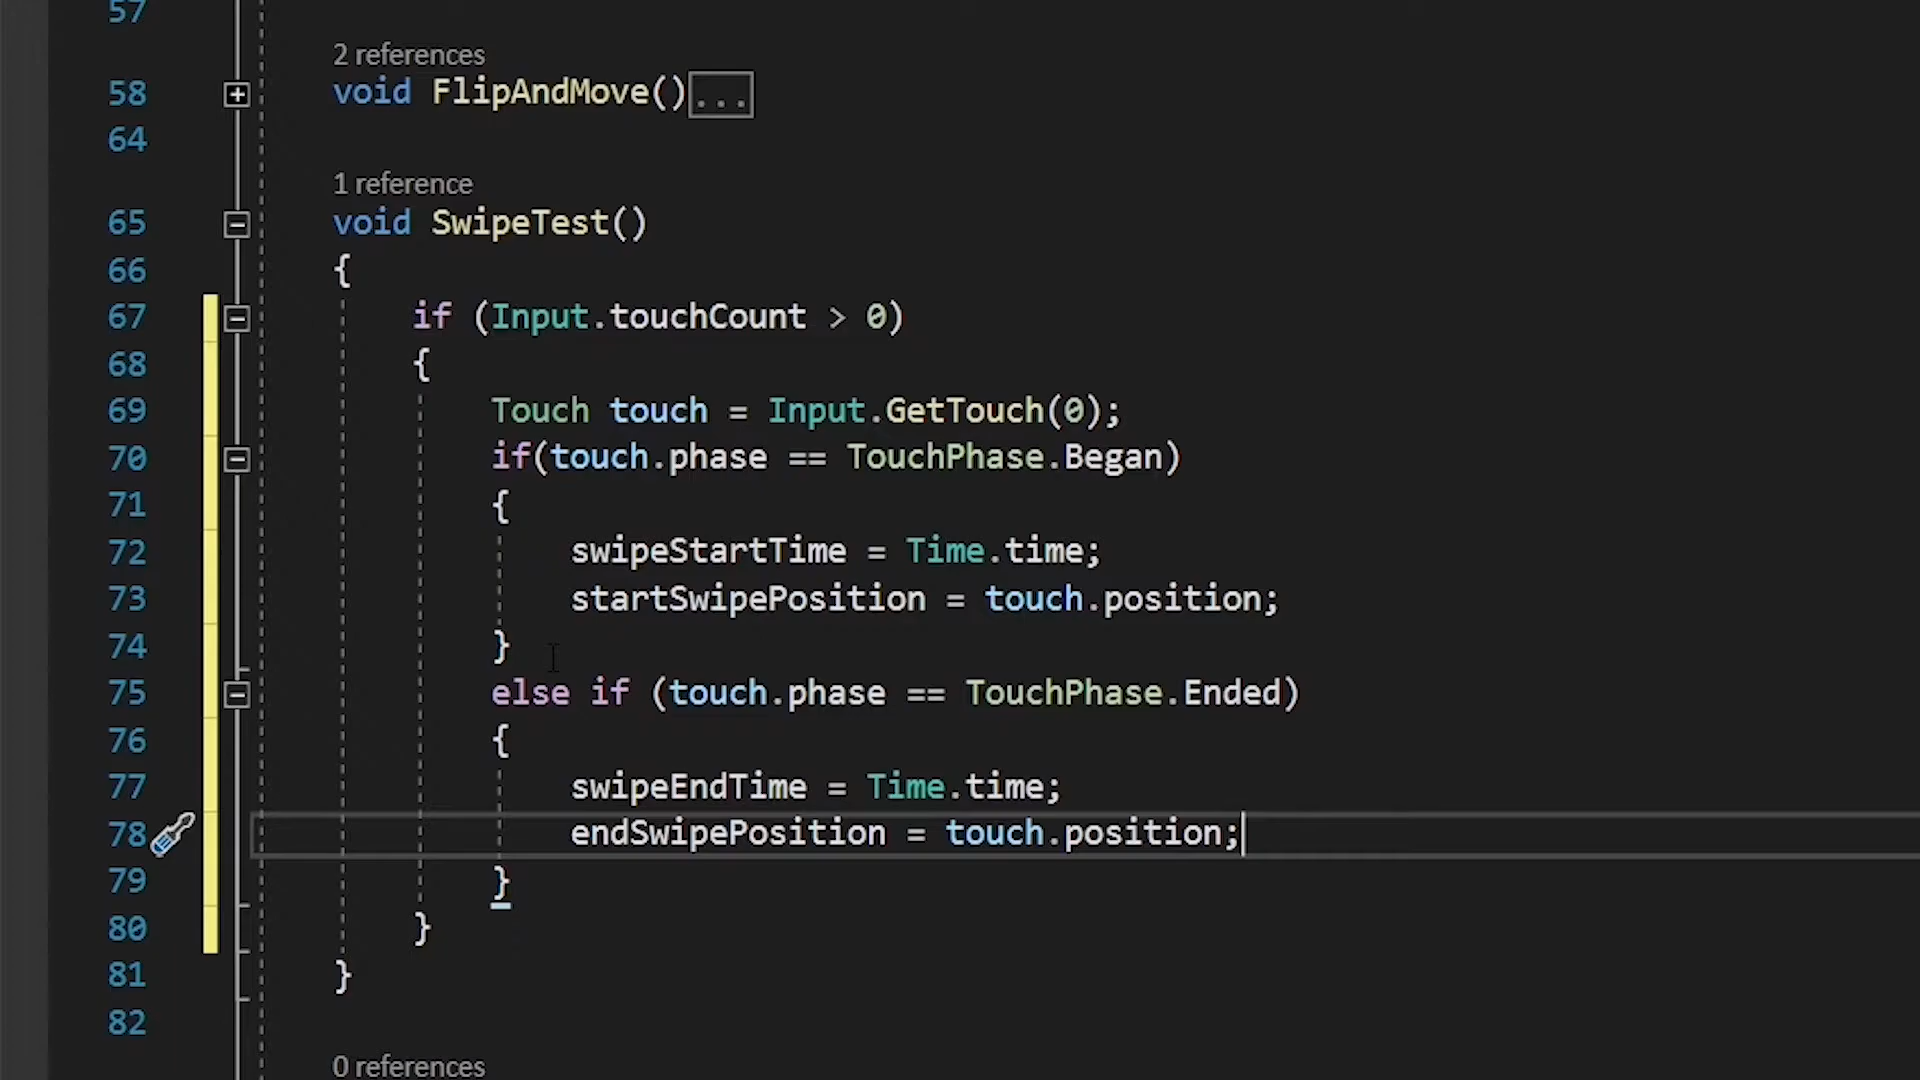 57
2 references
58 void FlipAndMove()...
64
1 reference
65 void SwipeTest()
66 {
67 if (Input.touchCount > 0)
68 {
69 Touch touch = Input.GetTouch(0);
70 if(touch.phase == TouchPhase.Began)
71 {
72 swipeStartTime = Time.time;
73 startSwipePosition = touch.position;
74 }
75 else if (touch.phase == TouchPhase.Ended)
76 {
77 swipeEndTime = Time.time;
78 endSwipePosition = touch.position;
79 }
80 }
81 }
82
0 references